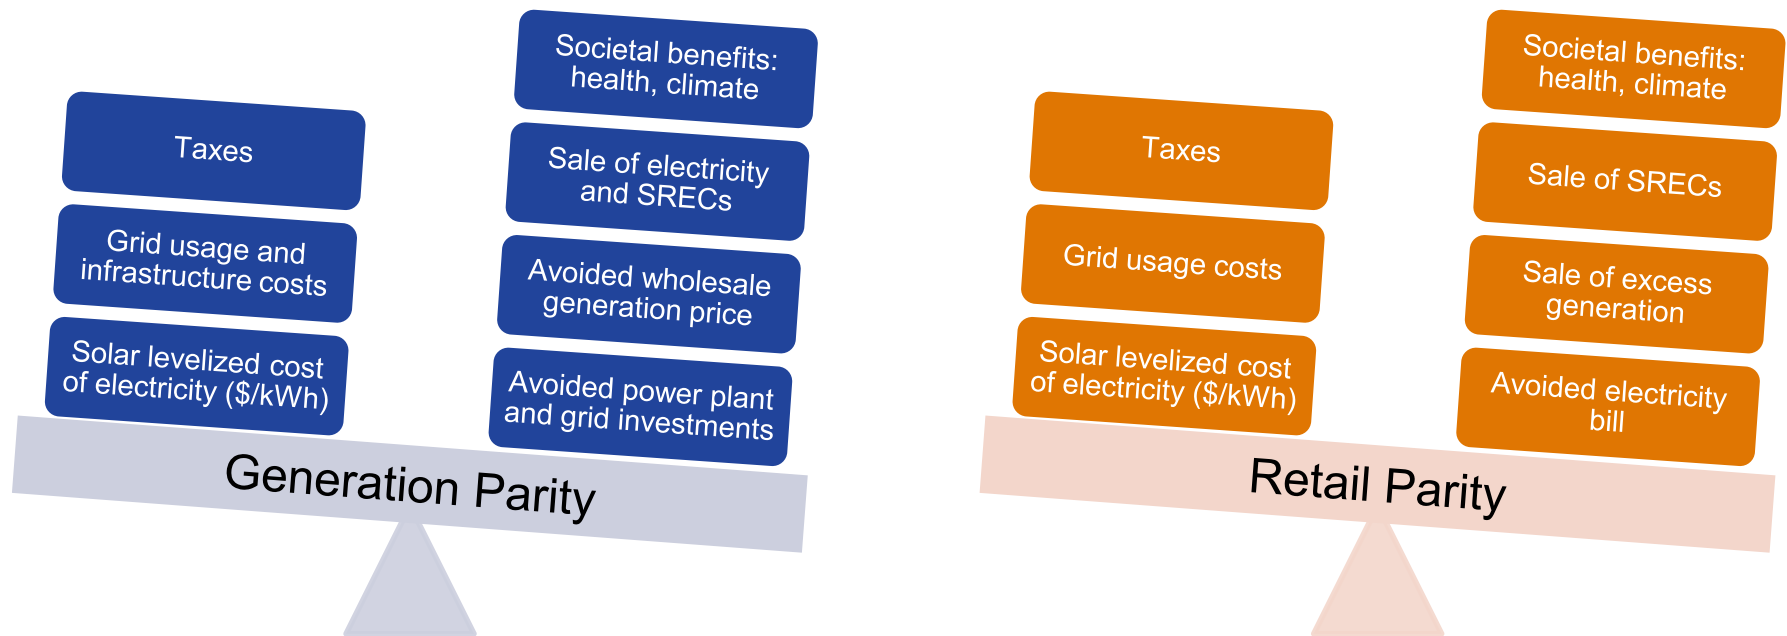 Taxes
Grid usage and
infrastructure costs
Solar levelized cost
of electricity ($/kWh)
Societal benefits:
health, climate
Sale of electricity
and SRECs
Avoided wholesale
generation price
Avoided power plant
and grid investments
Generation Parity
Taxes
Grid usage costs
Solar levelized cost
of electricity ($/kWh)
Societal benefits:
health, climate
Sale of SRECs
Sale of excess
generation
Avoided electricity
bill
Retail Parity